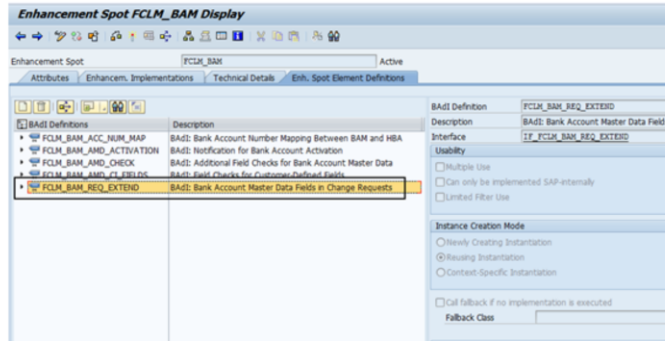 Enhancement Spot FCLM_BAM Display
Enhancement Spot FCLM_BAM Active
Attributes Enhancem. Implementations Technical Details Enh. Spot Element Definitions
BAdI Definitions Description
FCLM_BAM_ACC_NUM_MAP BAdI: Bank Account Number Mapping Between BAM and HBA
FCLM_BAM_AMD_ACTIVATION BAdI: Notification for Bank Account Activation
FCLM_BAM_AMD_CHECK BAdI: Additional Field Checks for Bank Account Master Data
FCLM_BAM_AMD_CI_FIELDS BAdI: Field Checks for Customer-Defined Fields
FCLM_BAM_REQ_EXTEND BAdI: Bank Account Master Data Fields in Change Requests
BAdI Definition FCLM_BAM_REQ_EXTEND
Description BAdI: Bank Account Master Data Field
Interface IF_FCLM_BAM_REQ_EXTEND
Usability
Multiple Use
Can only be implemented SAP-internally
Limited Filter Use
Instance Creation Mode
Newly Creating Instantiation
Reusing Instantiation
Context-Specific Instantiation
Call fallback if no implementation is executed
Fallback Class